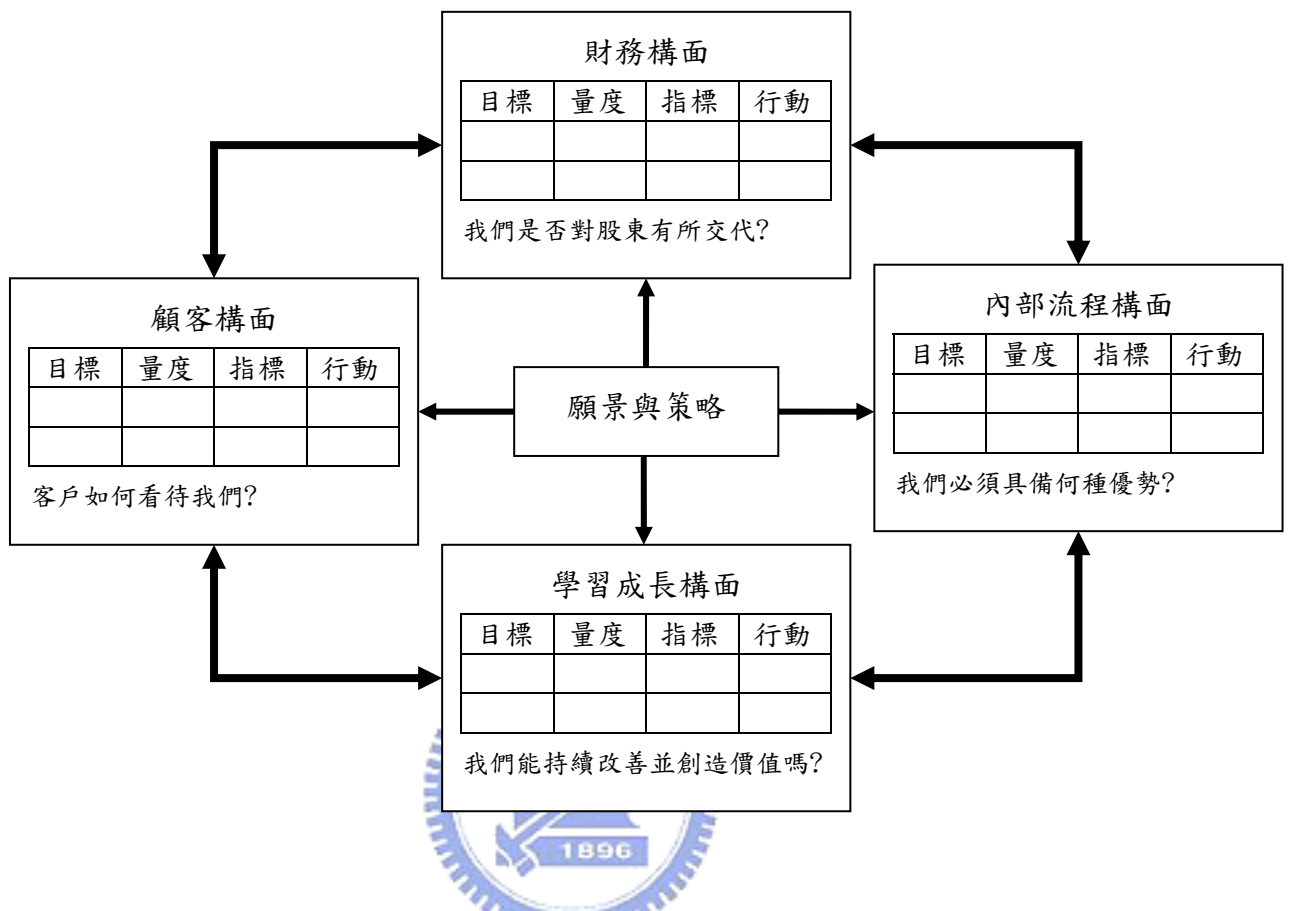 財務構面
目標 量度 指標 行動
我們是否對股東有所交代?
顧客構面
目標 量度 指標 行動
客戶如何看待我們?
願景與策略
內部流程構面
目標 量度 指標 行動
我們必須具備何種優勢?
學習成長構面
目標 量度 指標 行動
我們能持續改善並創造價值嗎?
1896